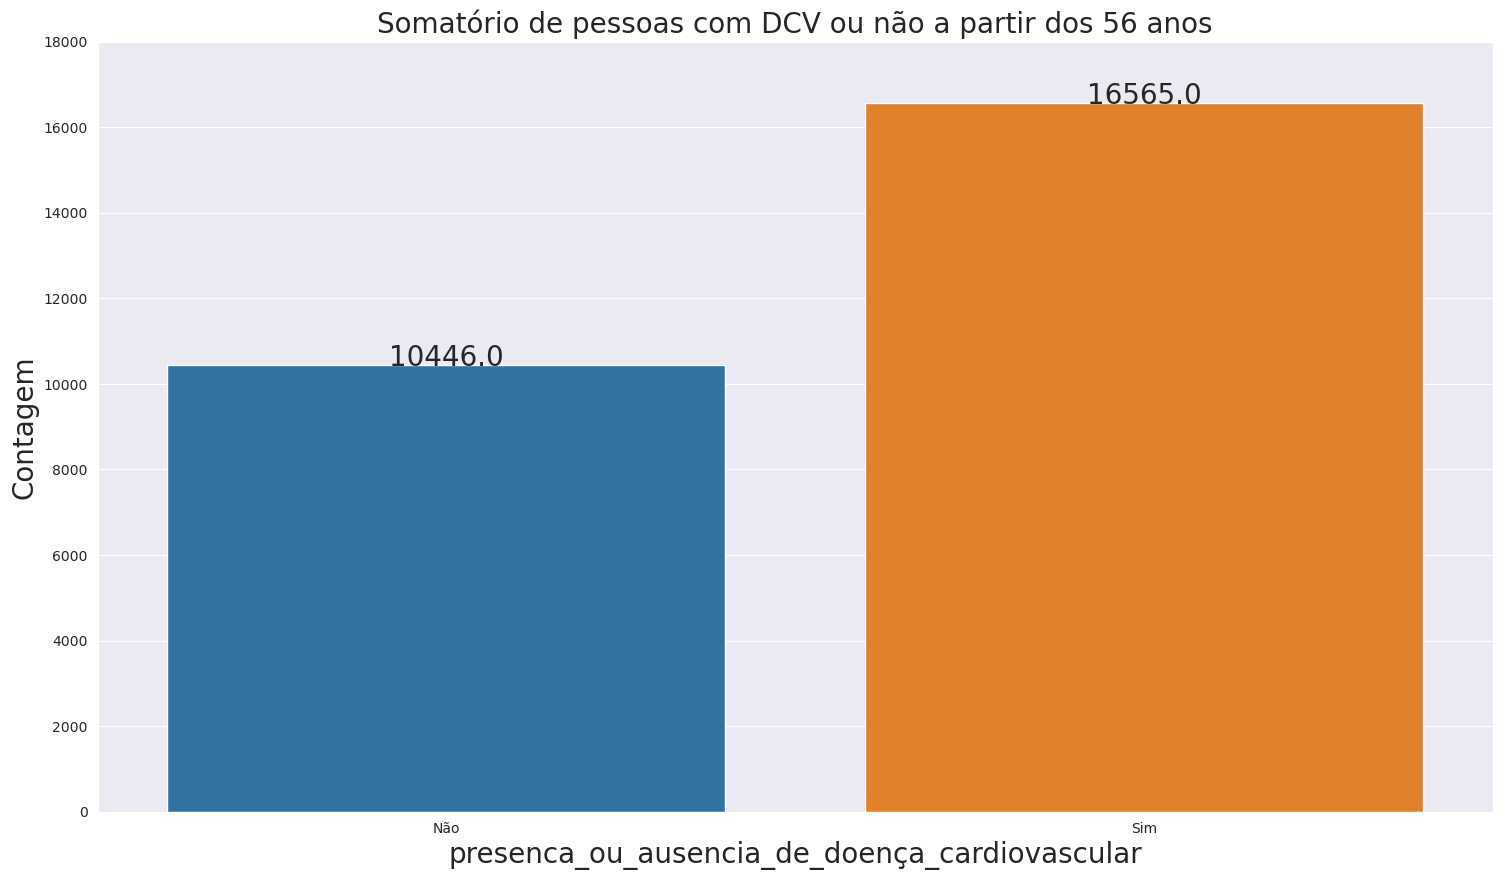 Somatório de pessoas com DCV ou não a partir dos 56 anos
18000
16000
14000
12000
10000
8000
6000
4000
2000
0
Contagem
10446.0
16565.0
Não
Sim
presenca_ou_ausencia_de_doença_cardiovascular